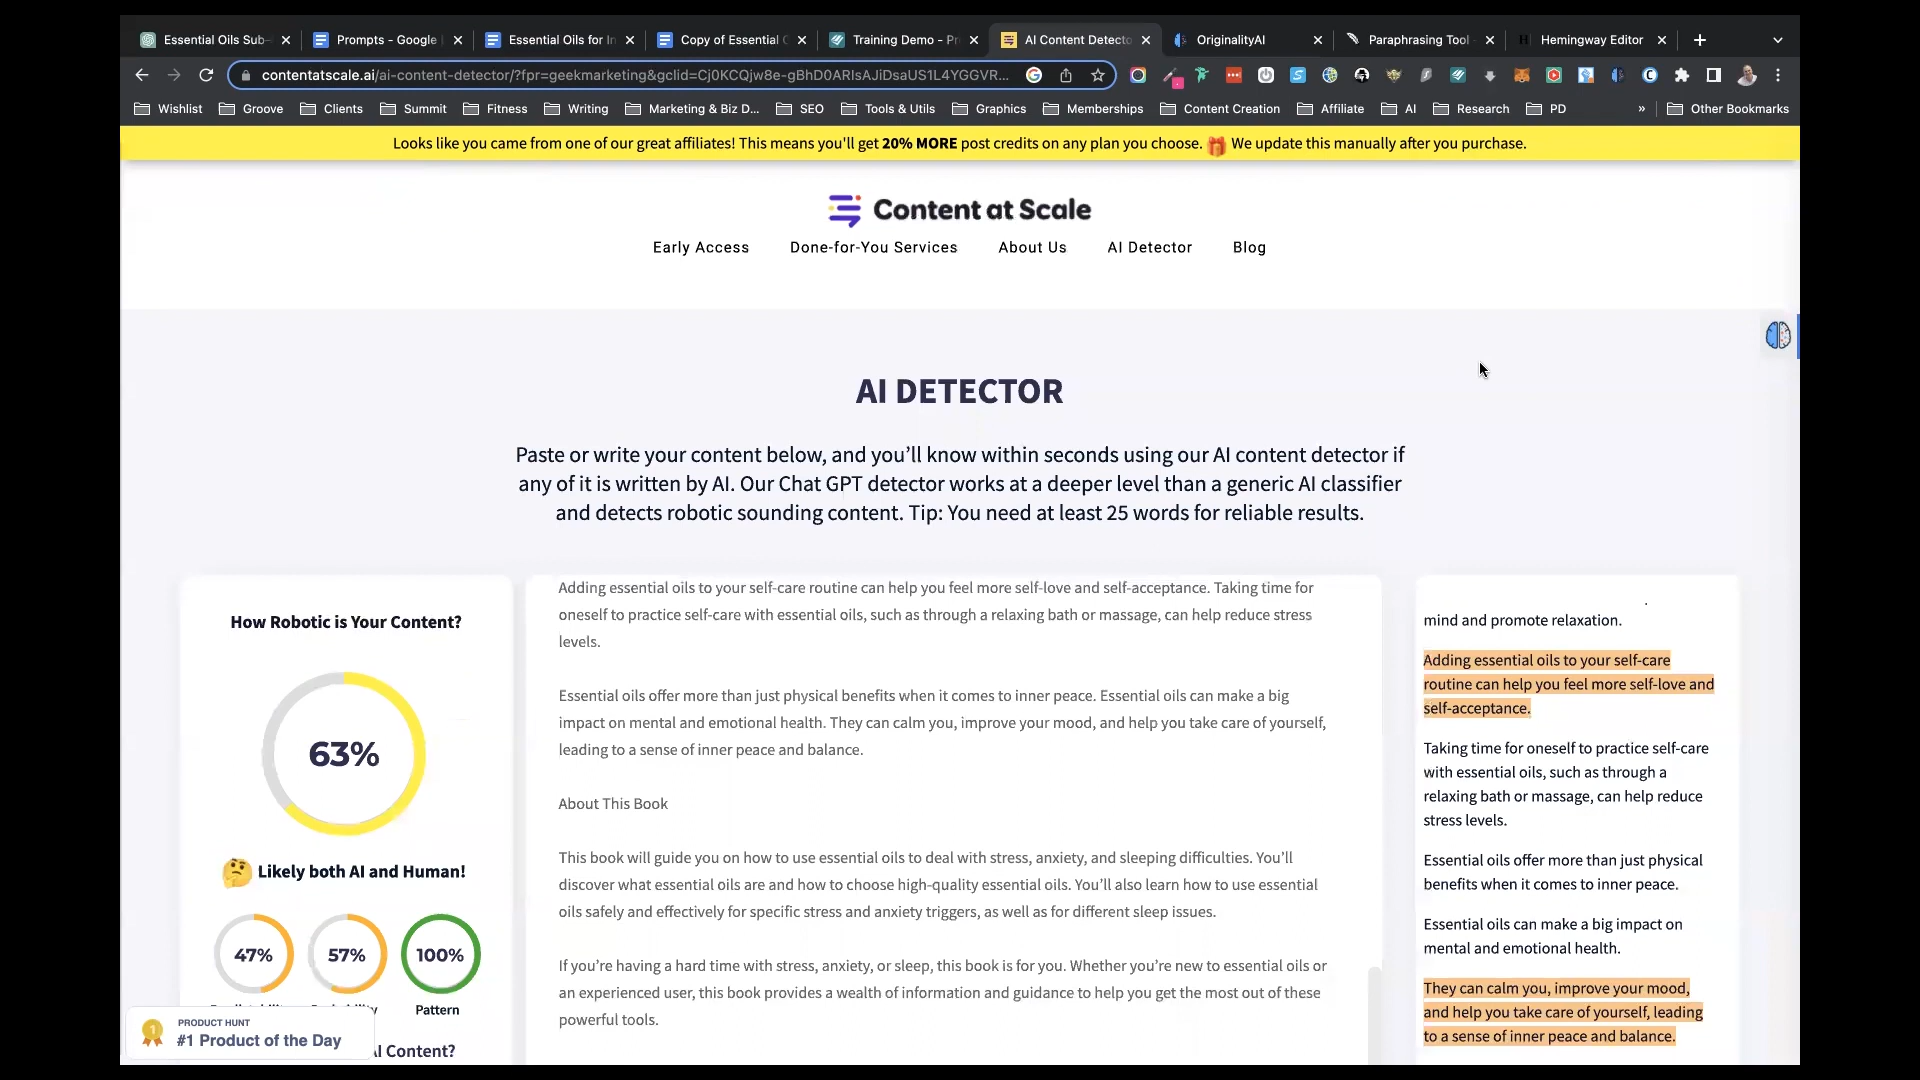 Essential Oils Sub-
Prompts - Google
Essential Oils for In
Copy of Essential
Training Demo - Pr
AI Content Detecto
OriginalityAI
Paraphrasing Tool
Hemingway Editor
contentatscale.ai/ai-content-detector/?fpr=geekmarketing&gclid=Cj0KCQjw8e-gBhD0ARIsAJiDsaUS1L4YGGVR...
Wishlist Groove Clients Summit Fitness Writing Marketing & Biz D... SEO Tools & Utils Graphics Memberships Content Creation Affiliate AI Research PD » Other Bookmarks
Looks like you came from one of our great affiliates! This means you'll get 20% MORE post credits on any plan you choose. We update this manually after you purchase.
Content at Scale
Early Access Done-for-You Services About Us AI Detector Blog
AI DETECTOR
Paste or write your content below, and you’ll know within seconds using our AI content detector if
any of it is written by AI. Our Chat GPT detector works at a deeper level than a generic AI classifier
and detects robotic sounding content. Tip: You need at least 25 words for reliable results.
How Robotic is Your Content?
63%
Likely both AI and Human!
47% 57% 100%
Pattern
PRODUCT HUNT
#1 Product of the Day
AI Content?
Adding essential oils to your self-care routine can help you feel more self-love and self-acceptance. Taking time for
oneself to practice self-care with essential oils, such as through a relaxing bath or massage, can help reduce stress
levels.
Essential oils offer more than just physical benefits when it comes to inner peace. Essential oils can make a big
impact on mental and emotional health. They can calm you, improve your mood, and help you take care of yourself,
leading to a sense of inner peace and balance.
About This Book
This book will guide you on how to use essential oils to deal with stress, anxiety, and sleeping difficulties. You’ll
discover what essential oils are and how to choose high-quality essential oils. You’ll also learn how to use essential
oils safely and effectively for specific stress and anxiety triggers, as well as for different sleep issues.
If you’re having a hard time with stress, anxiety, or sleep, this book is for you. Whether you’re new to essential oils or
an experienced user, this book provides a wealth of information and guidance to help you get the most out of these
powerful tools.
mind and promote relaxation.
Adding essential oils to your self-care
routine can help you feel more self-love and
self-acceptance.
Taking time for oneself to practice self-care
with essential oils, such as through a
relaxing bath or massage, can help reduce
stress levels.
Essential oils offer more than just physical
benefits when it comes to inner peace.
Essential oils can make a big impact on
mental and emotional health.
They can calm you, improve your mood,
and help you take care of yourself, leading
to a sense of inner peace and balance.